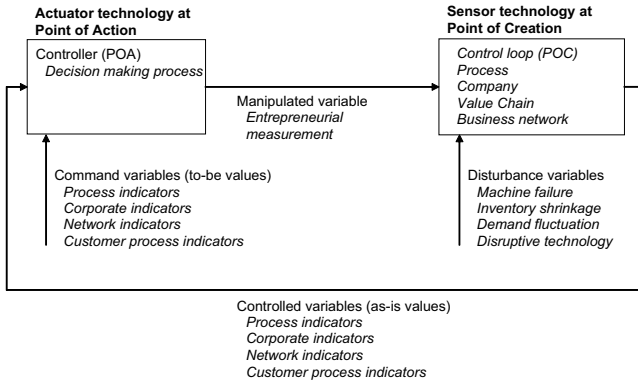 Actuator technology at
Point of Action
Controller (POA)
Decision making process
Manipulated variable
Entrepreneurial
measurement
Sensor technology at
Point of Creation
Control loop (POC)
Process
Company
Value Chain
Business network
Command variables (to-be values)
Process indicators
Corporate indicators
Network indicators
Customer process indicators
Disturbance variables
Machine failure
Inventory shrinkage
Demand fluctuation
Disruptive technology
Controlled variables (as-is values)
Process indicators
Corporate indicators
Network indicators
Customer process indicators